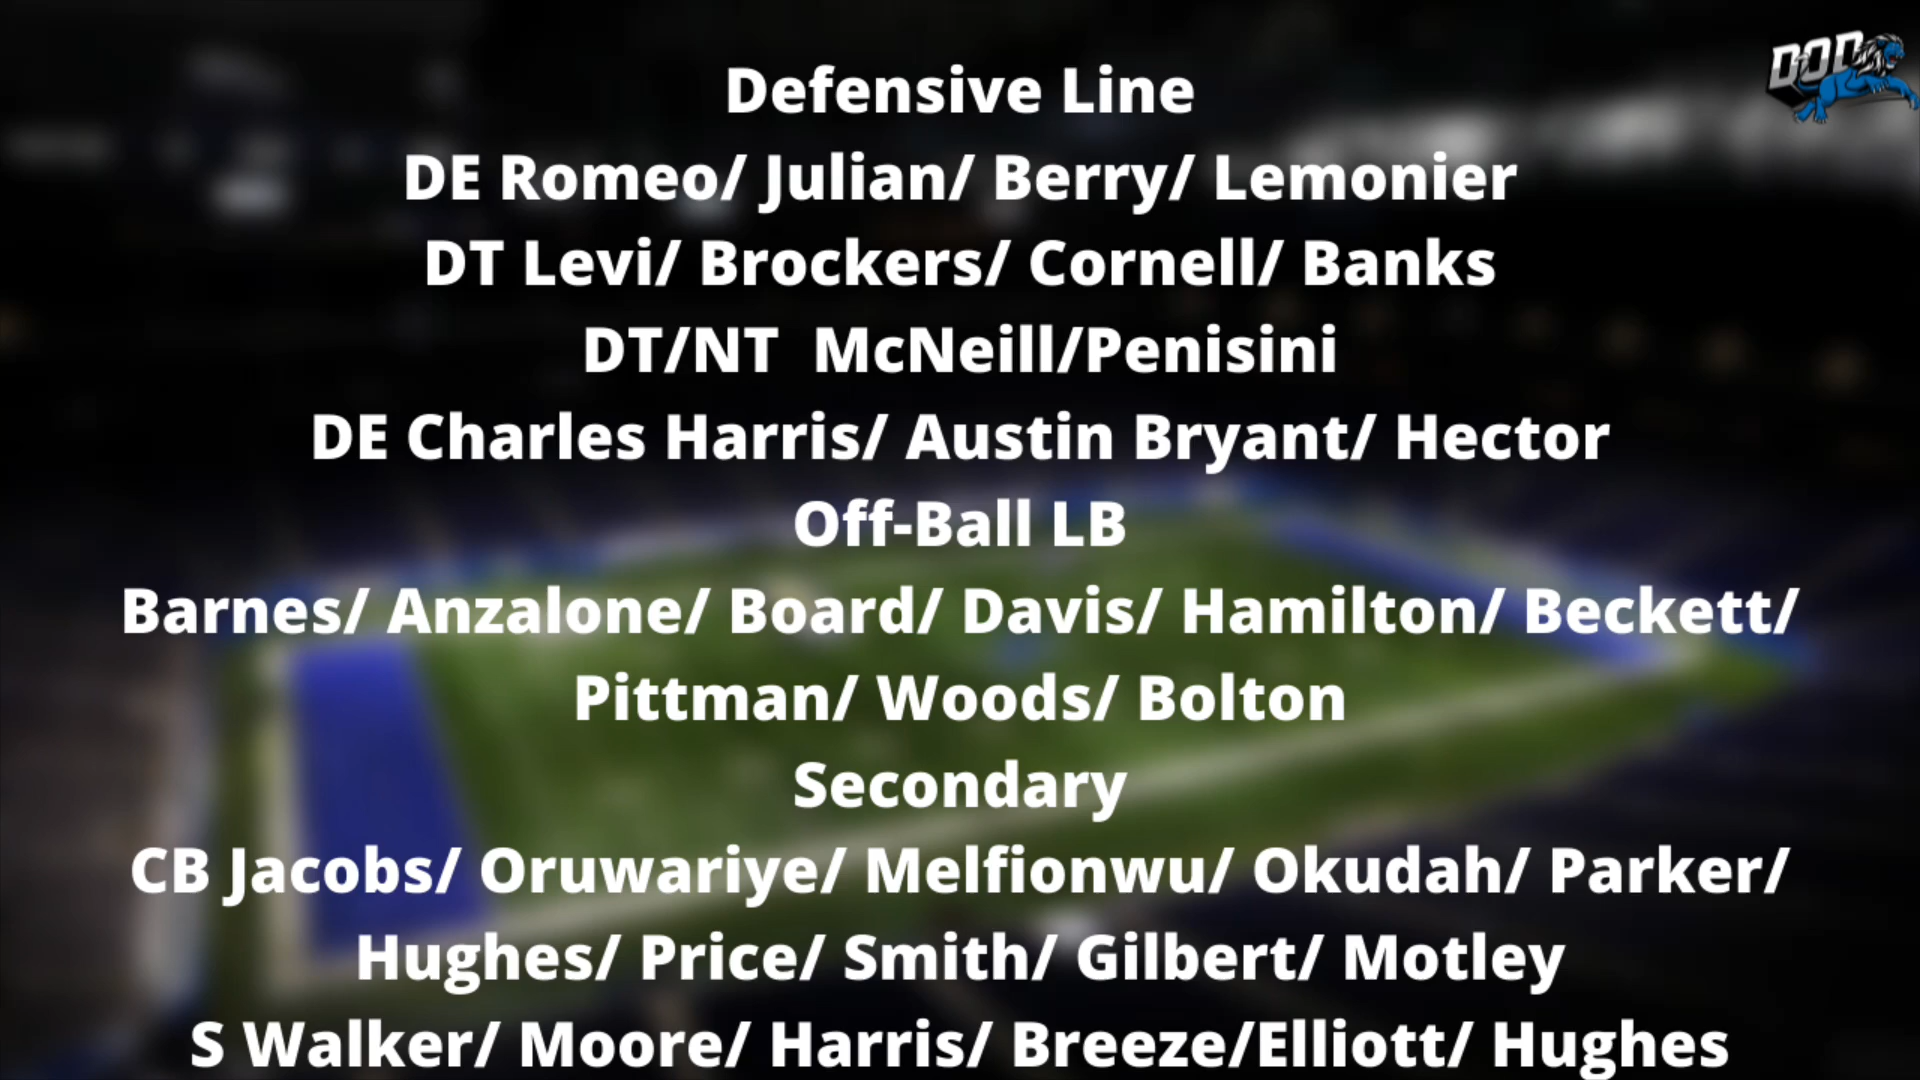 DOD
Defensive Line
DE Romeo/ Julian/ Berry/ Lemonier
DT Levi/ Brockers/ Cornell/ Banks
DT/NT  McNeill/Penisini
DE Charles Harris/ Austin Bryant/ Hector
Off-Ball LB
Barnes/ Anzalone/ Board/ Davis/ Hamilton/ Beckett/
Pittman/ Woods/ Bolton
Secondary
CB Jacobs/ Oruwariye/ Melfionwu/ Okudah/ Parker/
Hughes/ Price/ Smith/ Gilbert/ Motley
S Walker/ Moore/ Harris/ Breeze/Elliott/ Hughes